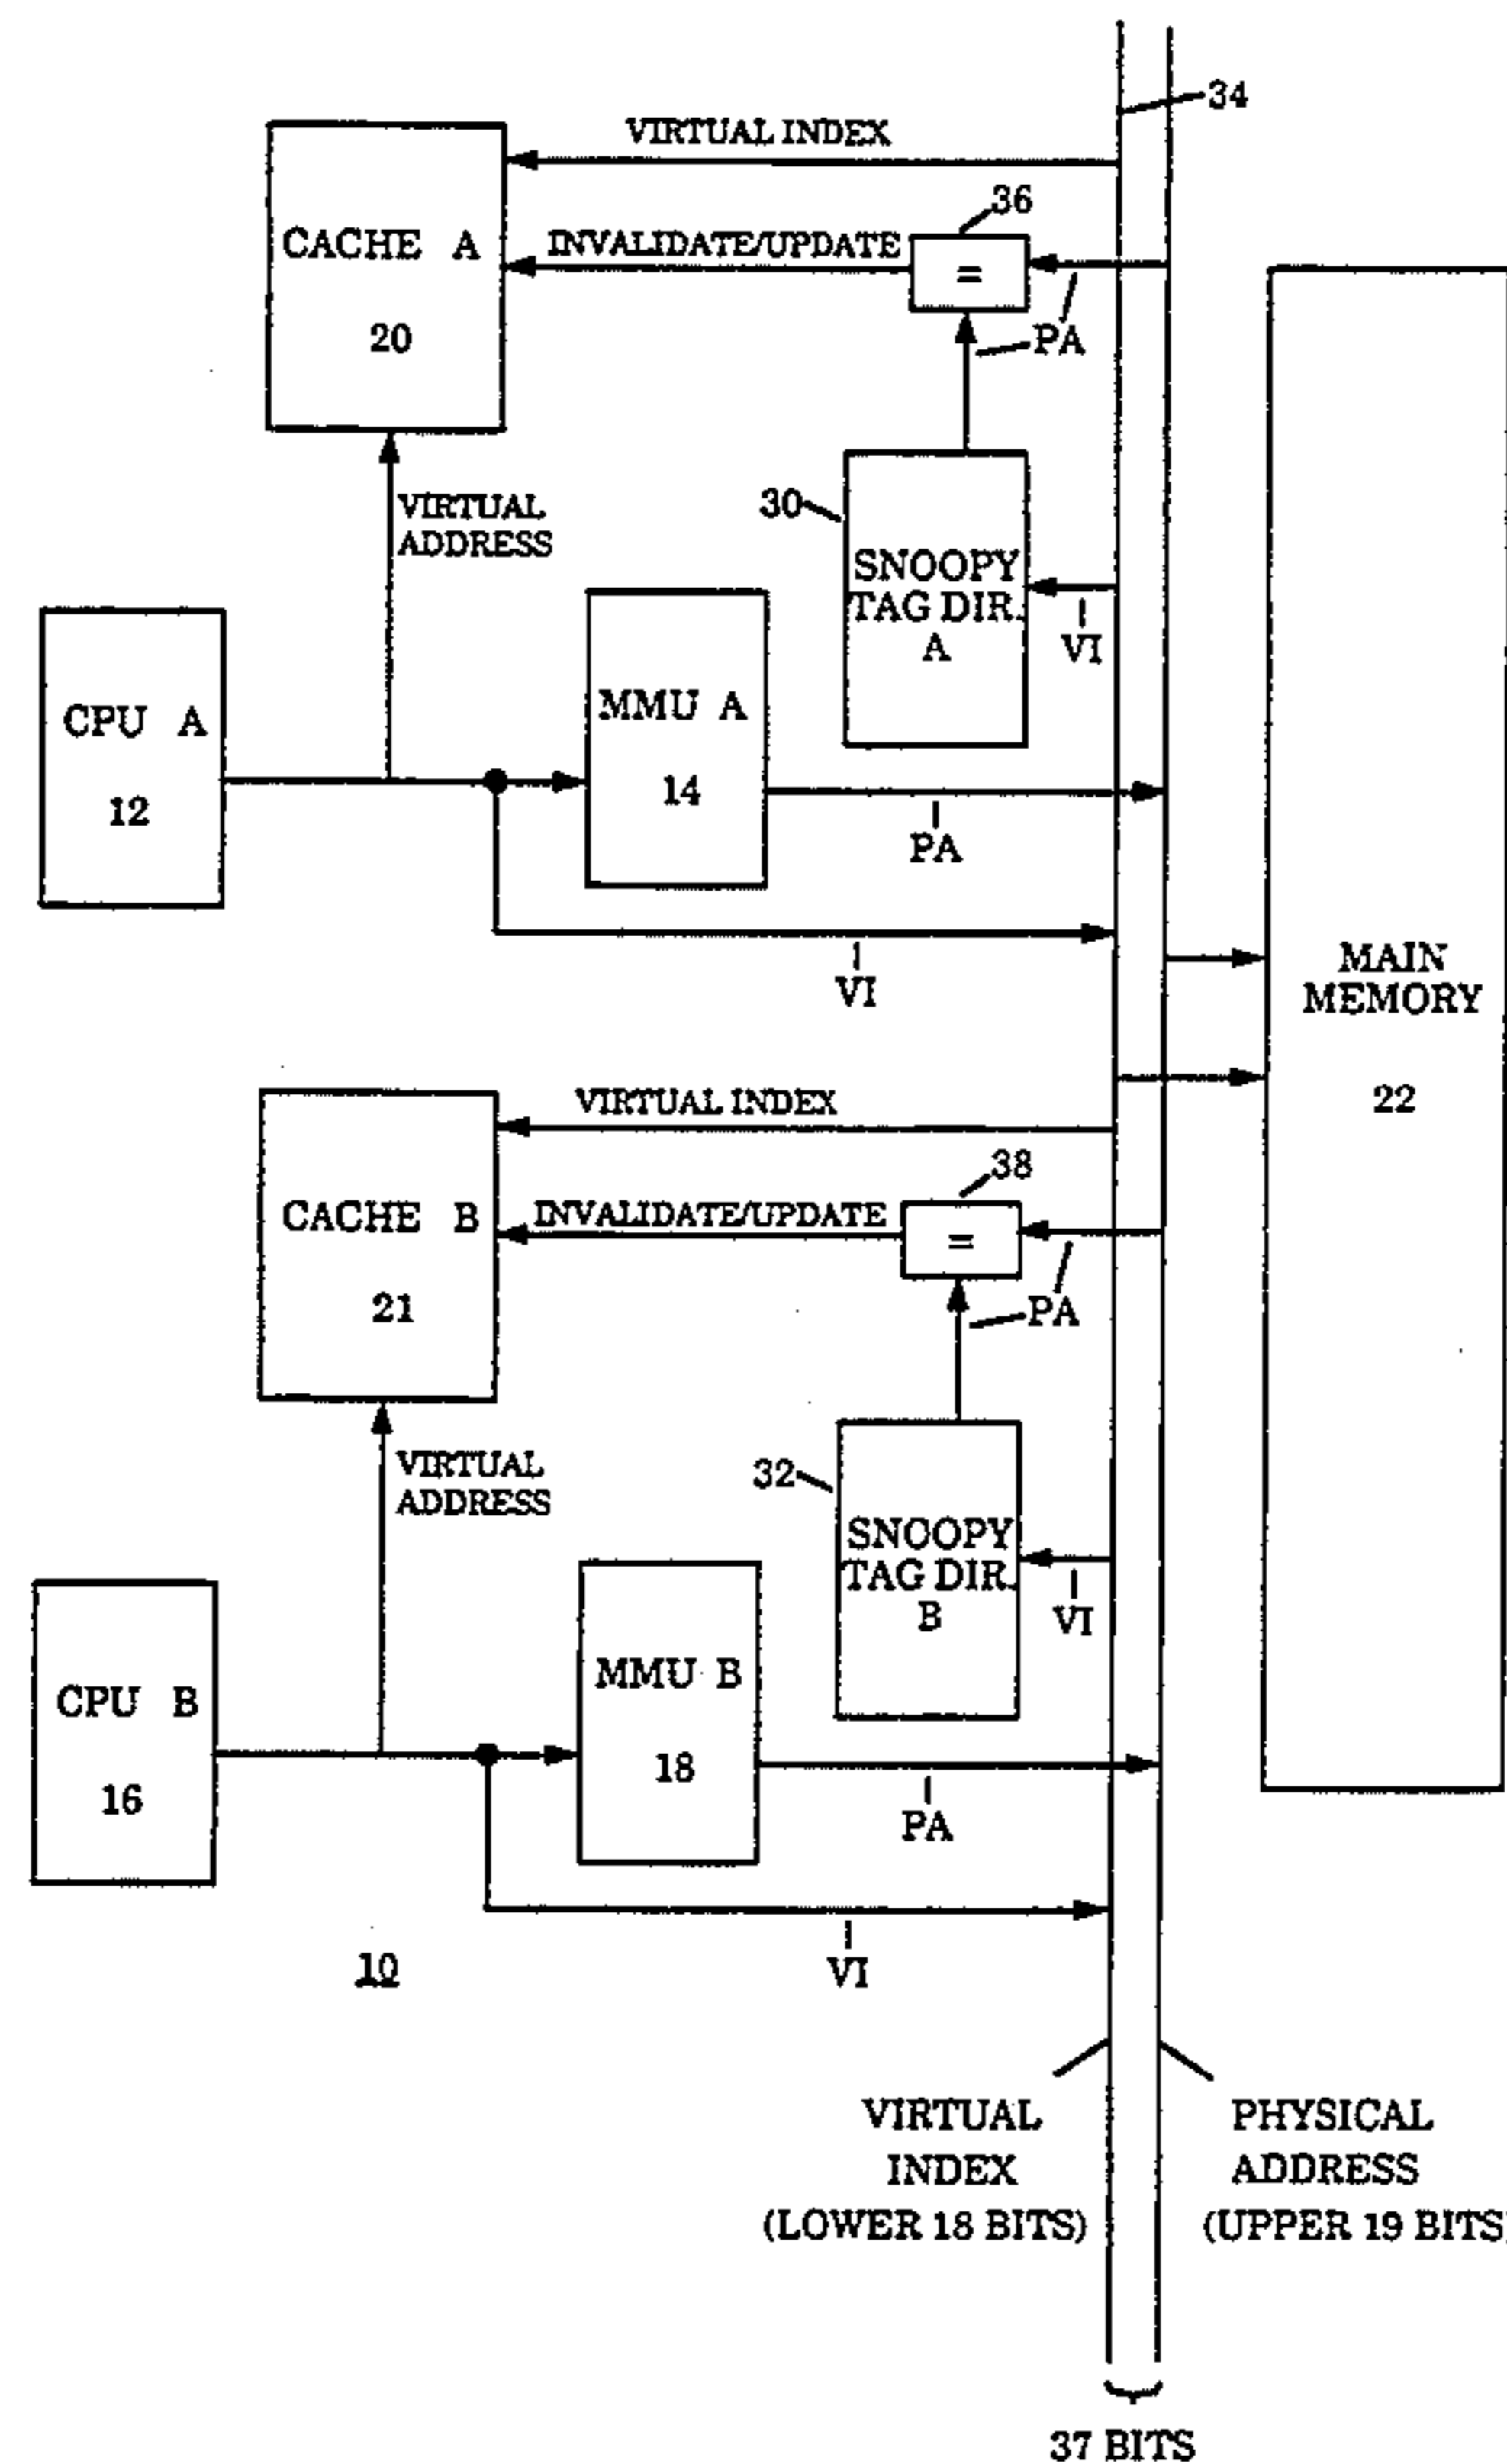 34
VIRTUAL INDEX
36
CACHE A
INVALIDATE/UPDATE
=
20
PA
VIRTUAL
ADDRESS
30
SNOOPY
TAG DIR.
A
VI
CPU A
12
MMU A
14
PA
VI
MAIN
MEMORY
22
VIRTUAL INDEX
38
CACHE B
INVALIDATE/UPDATE
=
21
PA
VIRTUAL
ADDRESS
32
SNOOPY
TAG DIR.
B
VI
CPU B
16
MMU B
18
PA
VI
10
VIRTUAL
INDEX
(LOWER 18 BITS)
PHYSICAL
ADDRESS
(UPPER 19 BITS
37 BITS